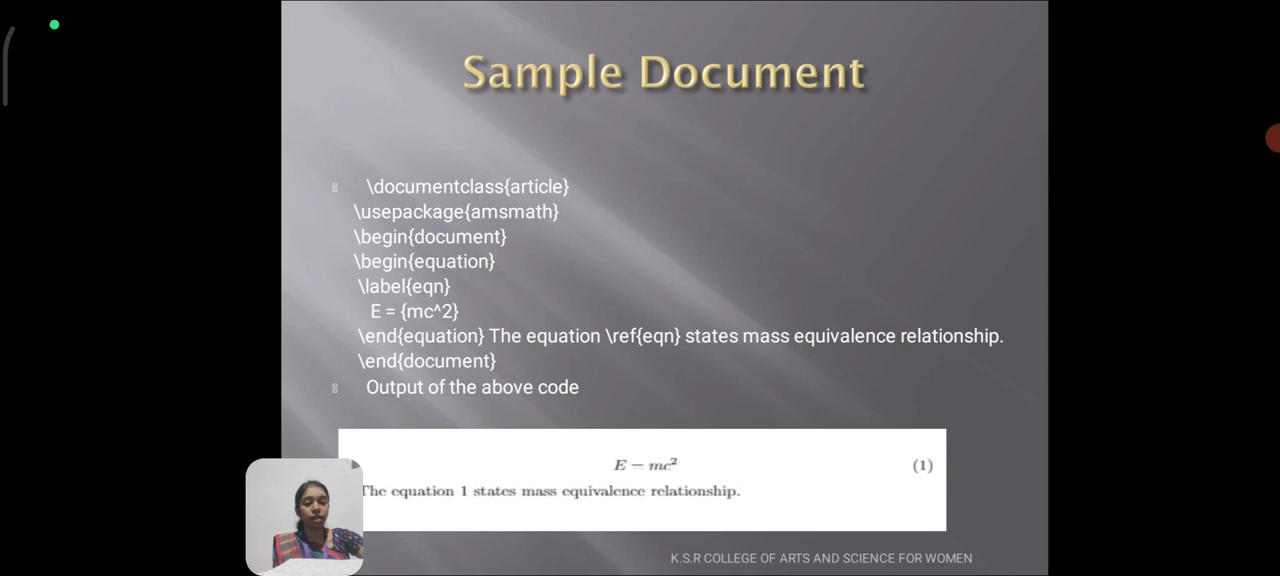 Sample Document
\documentclass{article}
\usepackage{amsmath}
\begin{document}
\begin{equation}
\label{eqn}
E = {mc^2}
\end{equation} The equation \ref{eqn} states mass equivalence relationship.
\end{document}
Output of the above code
E = mc² (1)
The equation 1 states mass equivalence relationship.
K.S.R COLLEGE OF ARTS AND SCIENCE FOR WOMEN